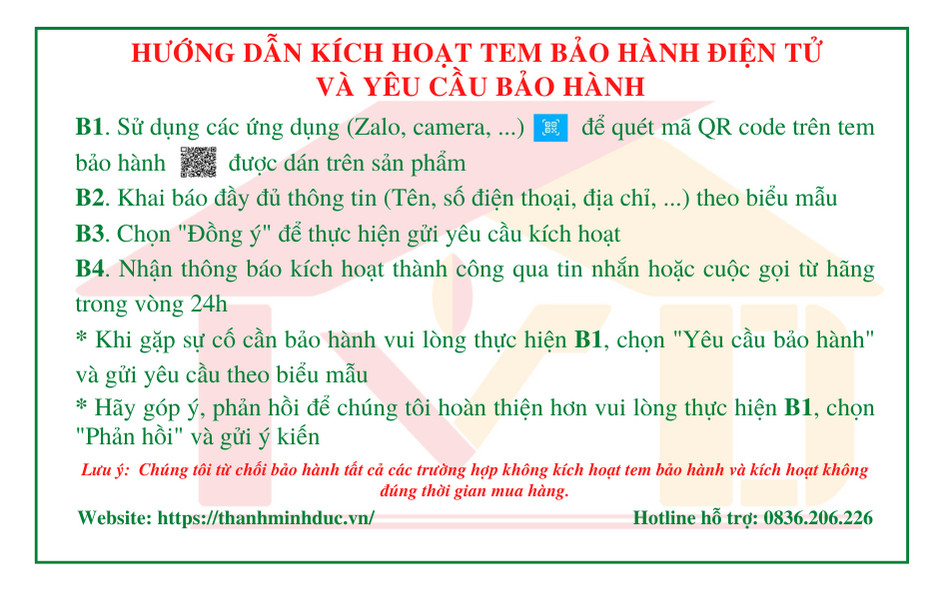 HƯỚNG DẪN KÍCH HOẠT TEM BẢO HÀNH ĐIỆN TỬ
VÀ YÊU CẦU BẢO HÀNH
B1. Sử dụng các ứng dụng (Zalo, camera, ...) để quét mã QR code trên tem
bảo hành được dán trên sản phẩm
B2. Khai báo đầy đủ thông tin (Tên, số điện thoại, địa chỉ, ...) theo biểu mẫu
B3. Chọn "Đồng ý" để thực hiện gửi yêu cầu kích hoạt
B4. Nhận thông báo kích hoạt thành công qua tin nhắn hoặc cuộc gọi từ hãng
trong vòng 24h
* Khi gặp sự cố cần bảo hành vui lòng thực hiện B1, chọn "Yêu cầu bảo hành"
và gửi yêu cầu theo biểu mẫu
* Hãy góp ý, phản hồi để chúng tôi hoàn thiện hơn vui lòng thực hiện B1, chọn
"Phản hồi" và gửi ý kiến
Lưu ý: Chúng tôi từ chối bảo hành tất cả các trường hợp không kích hoạt tem bảo hành và kích hoạt không
đúng thời gian mua hàng.
Website: https://thanhminhduc.vn/ Hotline hỗ trợ: 0836.206.226